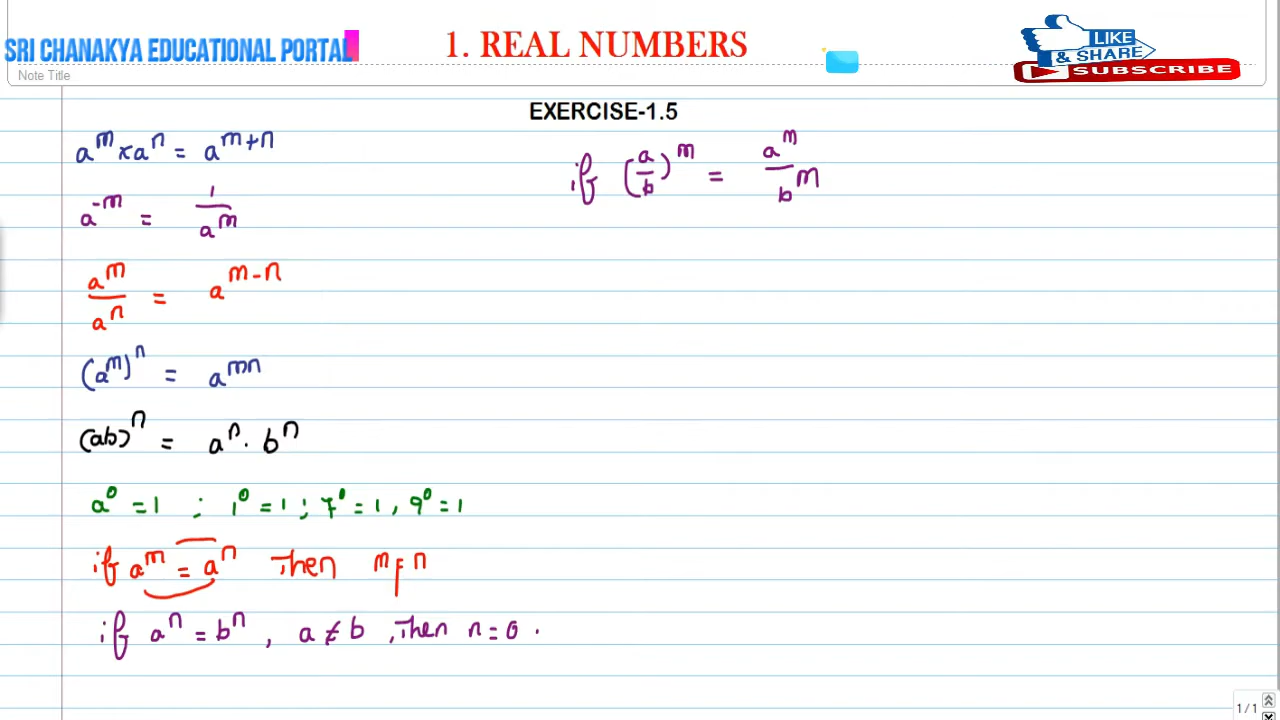 SRI CHANAKYA EDUCATIONAL PORTAL
1. REAL NUMBERS
LIKE
& SHARE
SUBSCRIBE
Note Title
EXERCISE-1.5
a^m × a^n = a^{m+n}
a^{-m} = 1/a^m
a^m/a^n = a^{m-n}
(a^m)^n = a^{mn}
(ab)^n = a^n · b^n
a^0 = 1 ; 1^0 = 1 ; 7^0 = 1 , 9^0 = 1
if a^m = a^n Then m = n
if a^n = b^n , a ≠ b , Then n = 0 .
if (a/b)^m = a^m/b^m
1/1